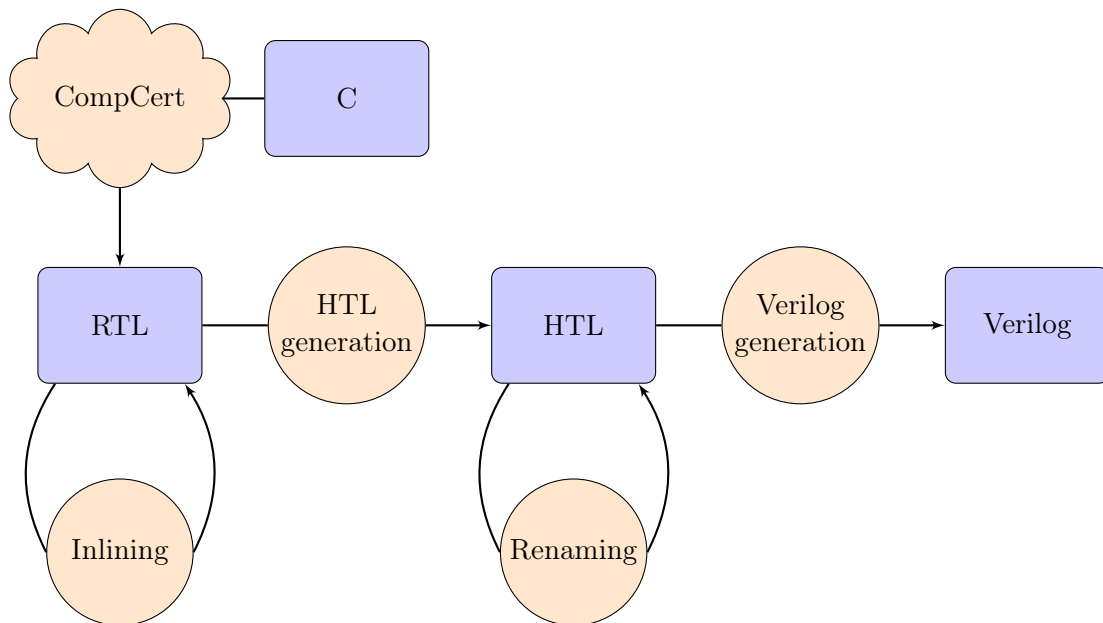 CompCert
C
RTL
HTL
generation
HTL
Verilog
generation
Verilog
Inlining
Renaming